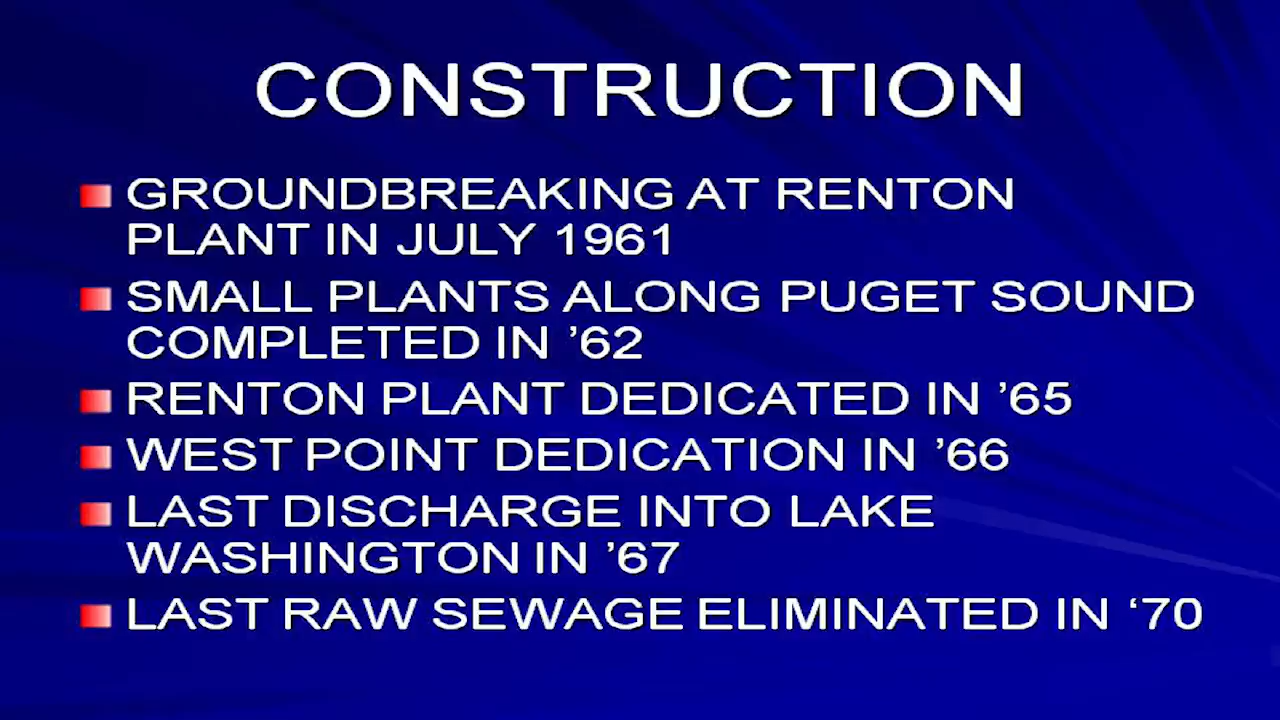 CONSTRUCTION
GROUNDBREAKING AT RENTON
PLANT IN JULY 1961
SMALL PLANTS ALONG PUGET SOUND
COMPLETED IN ’62
RENTON PLANT DEDICATED IN ’65
WEST POINT DEDICATION IN ’66
LAST DISCHARGE INTO LAKE
WASHINGTON IN ’67
LAST RAW SEWAGE ELIMINATED IN ‘70